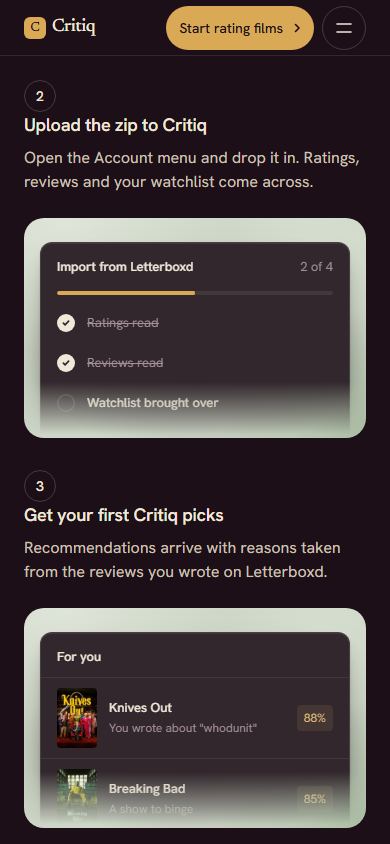 C Critiq
Start rating films
2
Upload the zip to Critiq
Open the Account menu and drop it in. Ratings,
reviews and your watchlist come across.
Import from Letterboxd 2 of 4
Ratings read
Reviews read
Watchlist brought over
3
Get your first Critiq picks
Recommendations arrive with reasons taken
from the reviews you wrote on Letterboxd.
For you
Knives
Out
Knives Out
You wrote about "whodunit"
88%
Breaking Bad
A show to binge
85%